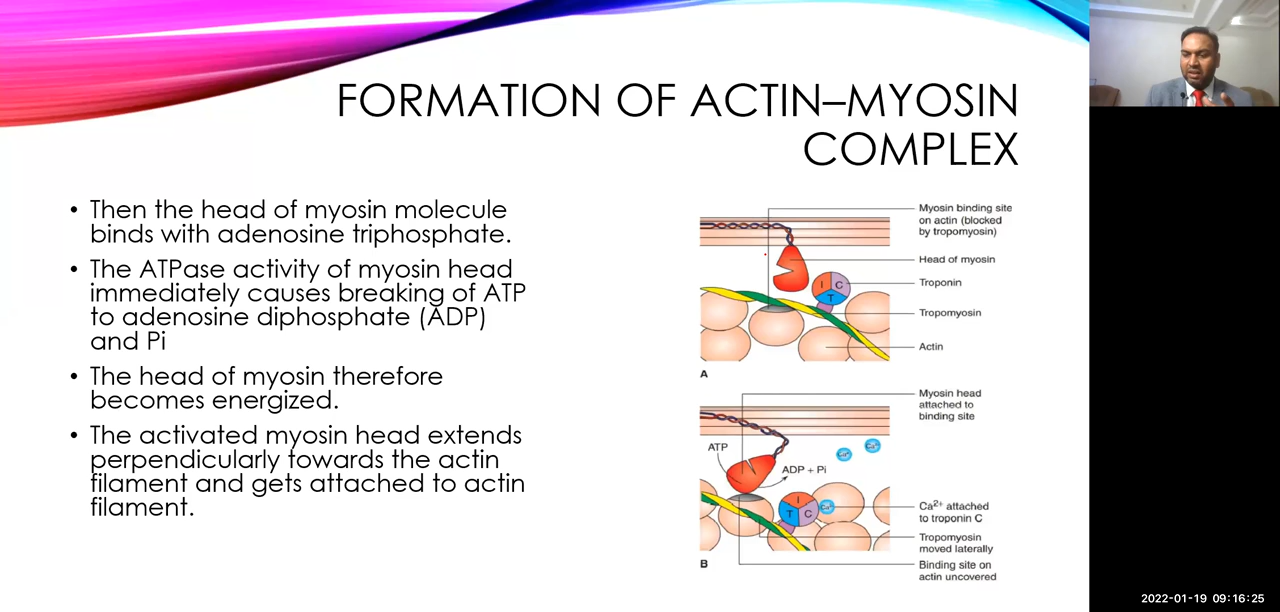 FORMATION OF ACTIN–MYOSIN
COMPLEX
• Then the head of myosin molecule
binds with adenosine triphosphate.
• The ATPase activity of myosin head
immediately causes breaking of ATP
to adenosine diphosphate (ADP)
and Pi
• The head of myosin therefore
becomes energized.
• The activated myosin head extends
perpendicularly towards the actin
filament and gets attached to actin
filament.
Myosin binding site
on actin (blocked
by tropomyosin)
Head of myosin
I C
T
Troponin
Tropomyosin
Actin
A
Myosin head
attached to
binding site
ATP
ADP + Pi
Ca²⁺
Ca²⁺
I
T C
Ca²⁺
Ca²⁺ attached
to troponin C
Tropomyosin
moved laterally
B
Binding site on
actin uncovered
2022-01-19 09:16:25